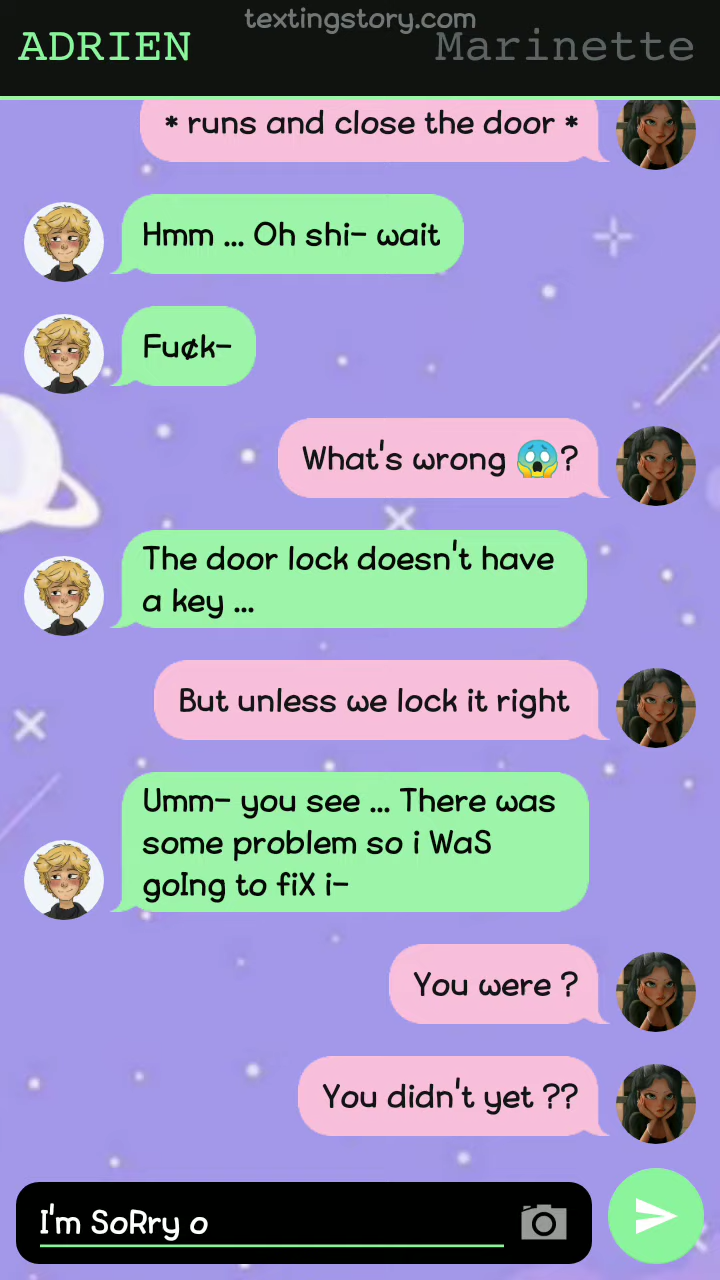 textingstory.com
ADRIEN Marinette
* runs and close the door *
Hmm ... Oh shi- wait
Fu¢k-
What's wrong 😱?
The door lock doesn't have
a key ...
But unless we lock it right
Umm- you see ... There was
some problem so i WaS
goIng to fiX i-
You were ?
You didn't yet ??
I'm SoRry o